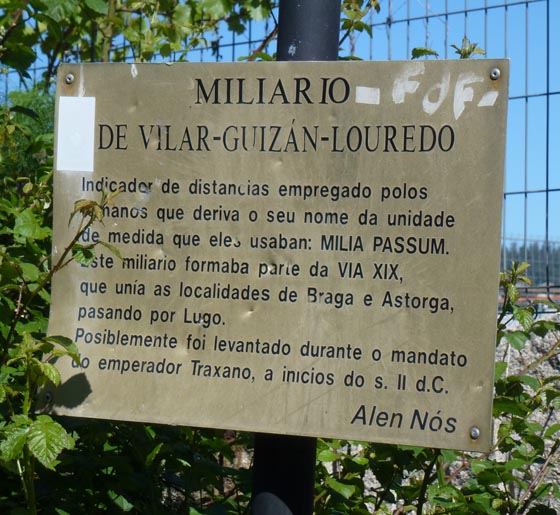 MILIARIO
DE VILAR-GUIZÁN-LOUREDO
Indicador de distancias empregado polos
manos que deriva o seu nome da unidade
de medida que eles usaban: MILIA PASSUM.
Este miliario formaba parte da VIA XIX,
que unía as localidades de Braga e Astorga,
pasando por Lugo.
Posiblemente foi levantado durante o mandato
do emperador Traxano, a inicios do s. II d.C.
Alen Nós